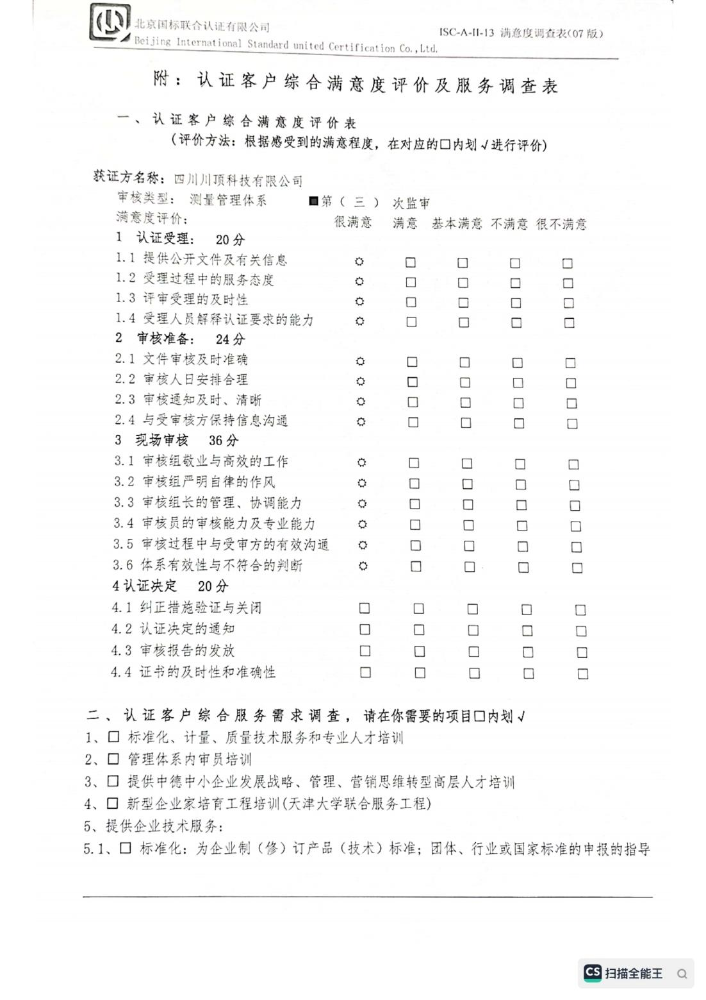 北京国标联合认证有限公司
Beijing International Standard united Certification Co.,Ltd.
ISC-A-II-13 满意度调查表(07 版)
附：认证客户综合满意度评价及服务调查表
一、认证客户综合满意度评价表
(评价方法：根据感受到的满意程度，在对应的□内划√进行评价)
获证方名称：四川川顶科技有限公司
审核类型： 测量管理体系 ■第（ 三 ） 次监审
满意度评价: 很满意 满意 基本满意 不满意 很不满意
1 认证受理： 20 分
1.1 提供公开文件及有关信息 ☼ □ □ □ □
1.2 受理过程中的服务态度 ☼ □ □ □ □
1.3 评审受理的及时性 ☼ □ □ □ □
1.4 受理人员解释认证要求的能力 ☼ □ □ □ □
2 审核准备： 24 分
2.1 文件审核及时准确 ☼ □ □ □ □
2.2 审核人日安排合理 ☼ □ □ □ □
2.3 审核通知及时、清晰 ☼ □ □ □ □
2.4 与受审核方保持信息沟通 ☼ □ □ □ □
3 现场审核 36 分
3.1 审核组敬业与高效的工作 ☼ □ □ □ □
3.2 审核组严明自律的作风 ☼ □ □ □ □
3.3 审核组长的管理、协调能力 ☼ □ □ □ □
3.4 审核员的审核能力及专业能力 ☼ □ □ □ □
3.5 审核过程中与受审方的有效沟通 ☼ □ □ □ □
3.6 体系有效性与不符合的判断 ☼ □ □ □ □
4 认证决定 20 分
4.1 纠正措施验证与关闭 □ □ □ □ □
4.2 认证决定的通知 □ □ □ □ □
4.3 审核报告的发放 □ □ □ □ □
4.4 证书的及时性和准确性 □ □ □ □ □
二、认证客户综合服务需求调查，请在你需要的项目□内划√
1、□ 标准化、计量、质量技术服务和专业人才培训
2、□ 管理体系内审员培训
3、□ 提供中德中小企业发展战略、管理、营销思维转型高层人才培训
4、□ 新型企业家培育工程培训(天津大学联合服务工程)
5、提供企业技术服务:
5.1、□ 标准化：为企业制（修）订产品（技术）标准；团体、行业或国家标准的申报的指导
CS 扫描全能王